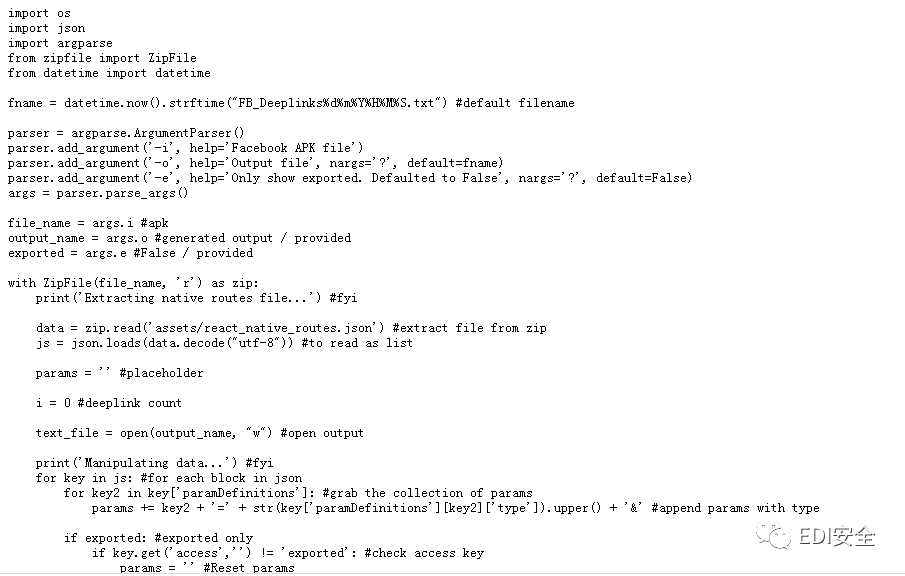 import os
import json
import argparse
from zipfile import ZipFile
from datetime import datetime
fname = datetime.now().strftime("FB_Deeplinks%d%m%Y%H%M%S.txt") #default filename
parser = argparse.ArgumentParser()
parser.add_argument('-i', help='Facebook APK file')
parser.add_argument('-o', help='Output file', nargs='?', default=fname)
parser.add_argument('-e', help='Only show exported. Defaulted to False', nargs='?', default=False)
args = parser.parse_args()
file_name = args.i #apk
output_name = args.o #generated output / provided
exported = args.e #False / provided
with ZipFile(file_name, 'r') as zip:
    print('Extracting native routes file...') #fyi
    data = zip.read('assets/react_native_routes.json') #extract file from zip
    js = json.loads(data.decode("utf-8")) #to read as list
    params = '' #placeholder
    i = 0 #deeplink count
    text_file = open(output_name, "w") #open output
    print('Manipulating data...') #fyi
    for key in js: #for each block in json
        for key2 in key['paramDefinitions']: #grab the collection of params
            params += key2 + '=' + str(key['paramDefinitions'][key2]['type']).upper() + '&' #append params with type
        if exported: #exported only
            if key.get('access','') != 'exported': #check access key
                params = '' #Reset params
EDI安全